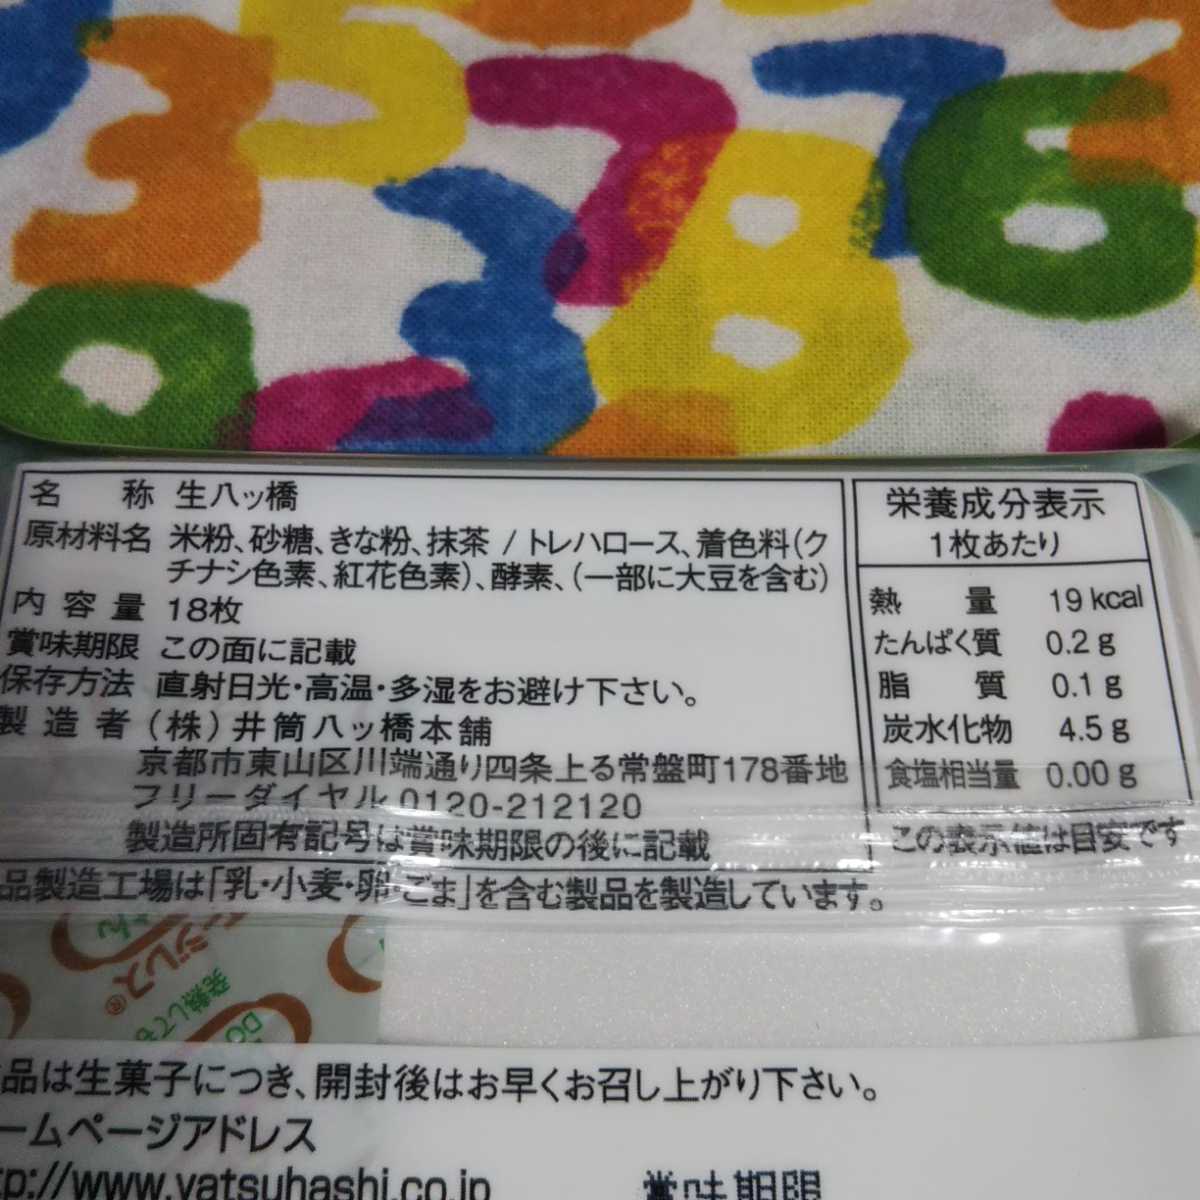 名称 生八ッ橋
原材料名 米粉、砂糖、きな粉、抹茶 / トレハロース、着色料(ク
チナシ色素、紅花色素)、酵素、(一部に大豆を含む)
内容量 18枚
賞味期限 この面に記載
保存方法 直射日光・高温・多湿をお避け下さい。
製造者 (株)井筒八ッ橋本舗
京都市東山区川端通り四条上る常盤町178番地
フリーダイヤル 0120-212120
製造所固有記号は賞味期限の後に記載
品製造工場は「乳・小麦・卵・ごま」を含む製品を製造しています。
栄養成分表示
1枚あたり
熱量 19 kcal
たんぱく質 0.2 g
脂質 0.1 g
炭水化物 4.5 g
食塩相当量 0.00 g
この表示値は目安です
発熱しても
品は生菓子につき、開封後はお早くお召し上がり下さい。
ームページアドレス
tp://www.yatsuhashi.co.jp
賞味期限